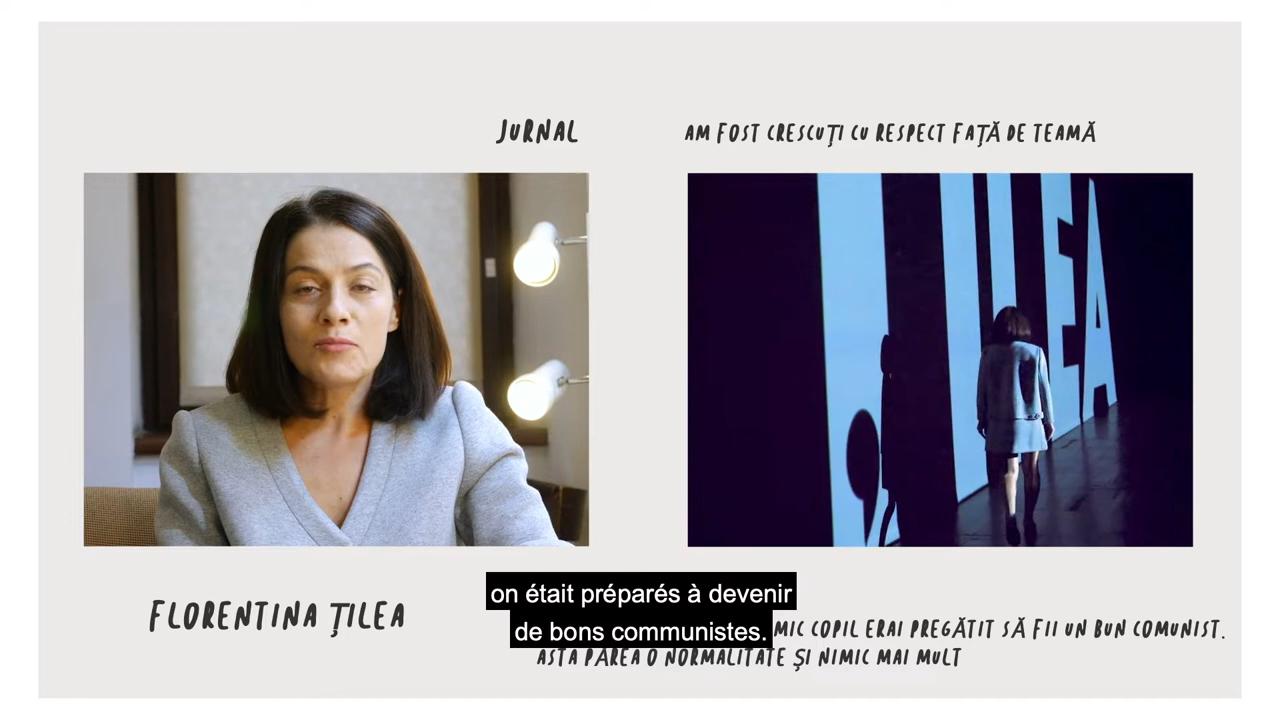 JURNAL
AM FOST CRESCUȚI CU RESPECT FAȚĂ DE TEAMĂ
ȚILEA
FLORENTINA ȚILEA
on était préparés à devenir
de bons communistes.
MIC COPIL ERAI PREGĂTIT SĂ FII UN BUN COMUNIST.
ASTA PĂREA O NORMALITATE ȘI NIMIC MAI MULT